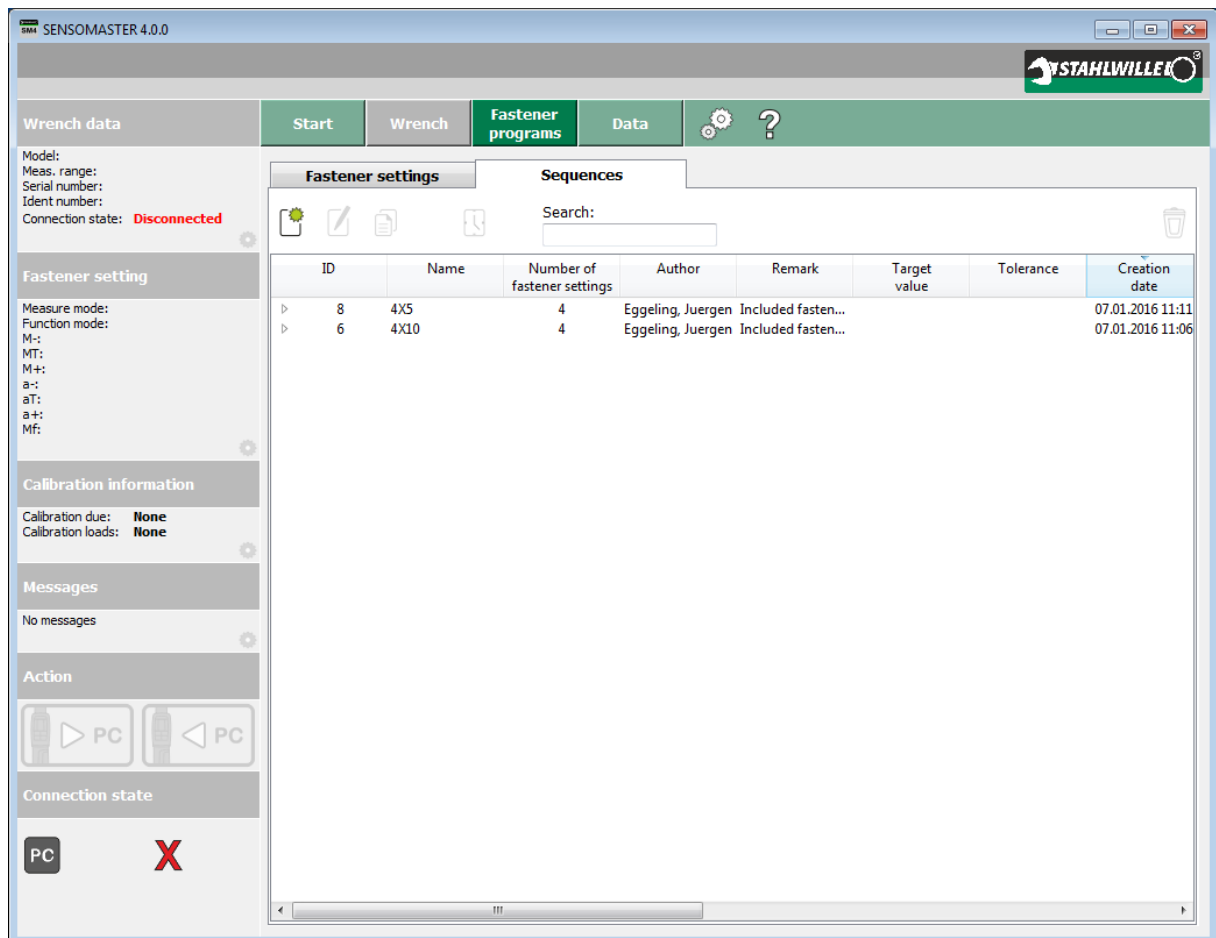 SM4 SENSOMASTER 4.0.0
STAHLWILLE ®
Wrench data
Start Wrench Fastener programs Data ?
Model:
Meas. range:
Serial number:
Ident number:
Connection state: Disconnected
Fastener settings Sequences
Search:
Fastener setting
Measure mode:
Function mode:
M-:
MT:
M+:
a-:
aT:
a+:
Mf:
ID Name Number of fastener settings Author Remark Target value Tolerance Creation date
8 4X5 4 Eggeling, Juergen Included fasten... 07.01.2016 11:11
6 4X10 4 Eggeling, Juergen Included fasten... 07.01.2016 11:06
Calibration information
Calibration due: None
Calibration loads: None
Messages
No messages
Action
PC PC
Connection state
PC X